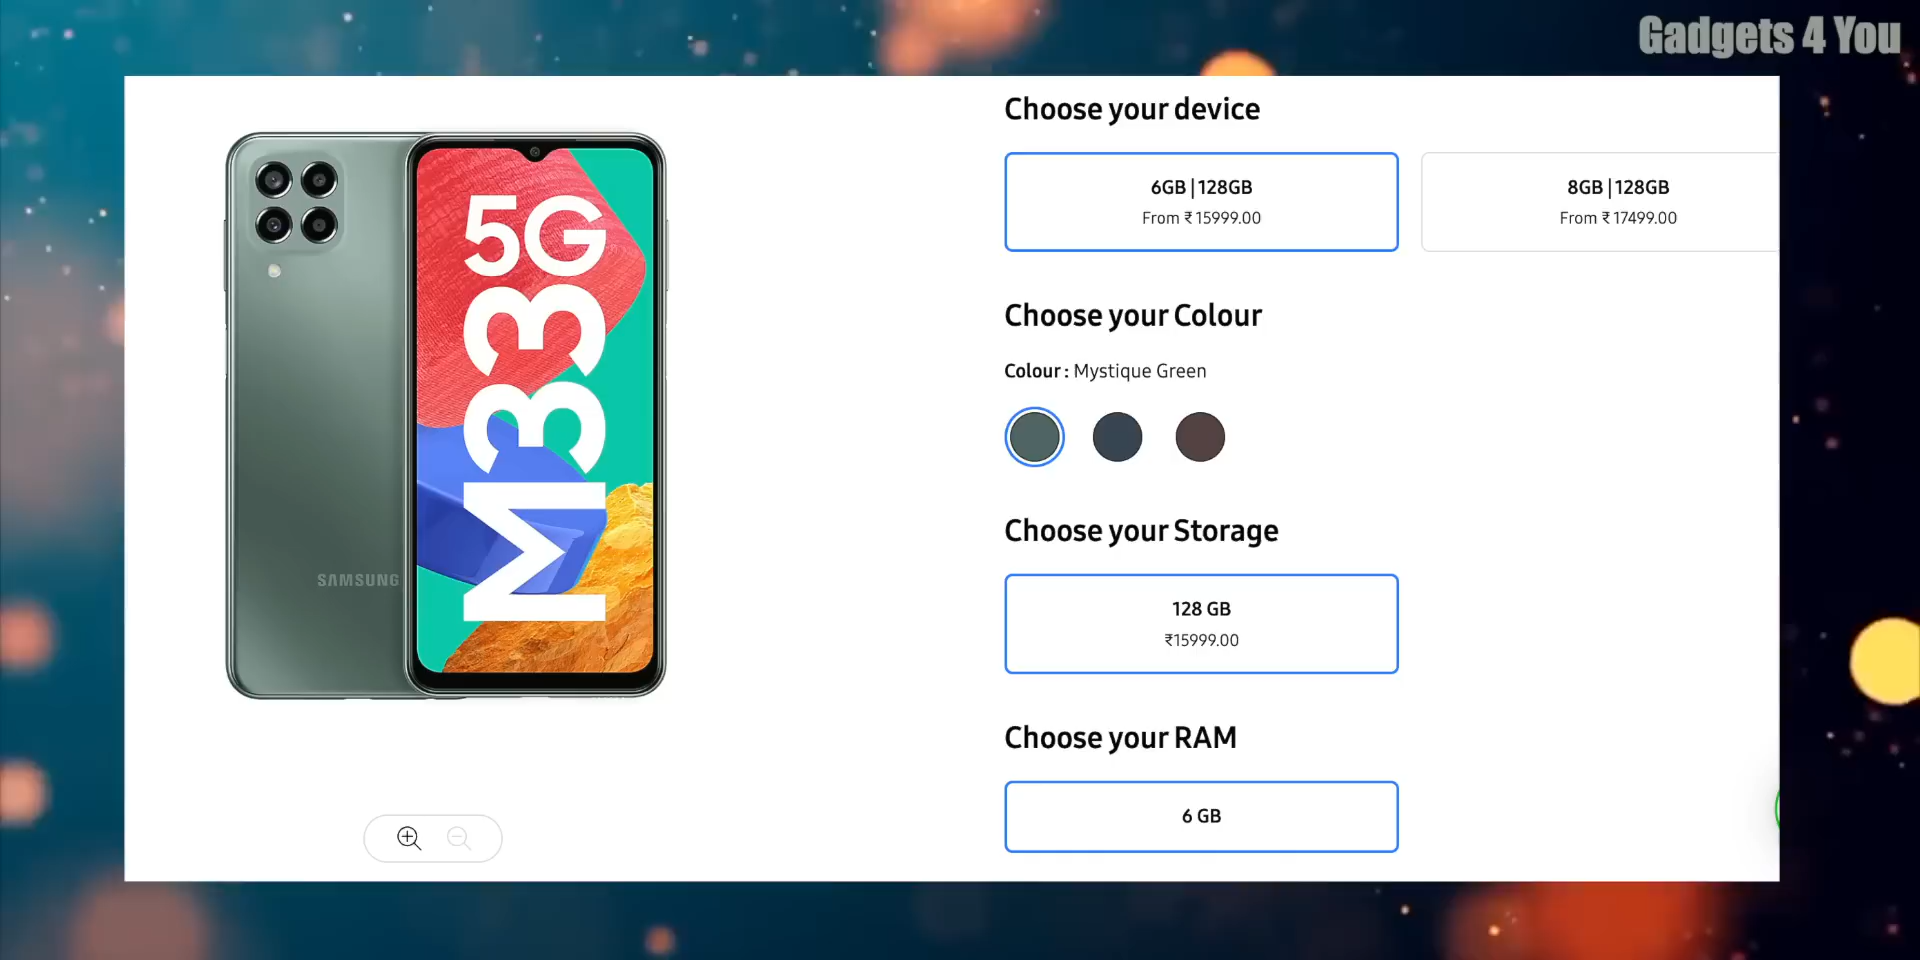 Gadgets 4 You
Choose your device
6GB | 128GB
From ₹ 15999.00
8GB | 128GB
From ₹ 17499.00
Choose your Colour
Colour : Mystique Green
Choose your Storage
128 GB
₹15999.00
Choose your RAM
6 GB
SAMSUNG
M33 5G